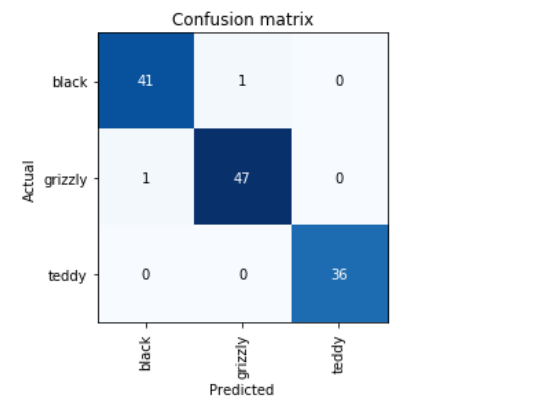 Confusion matrix
black 41 1 0
grizzly 1 47 0
teddy 0 0 36
Actual
black grizzly teddy
Predicted